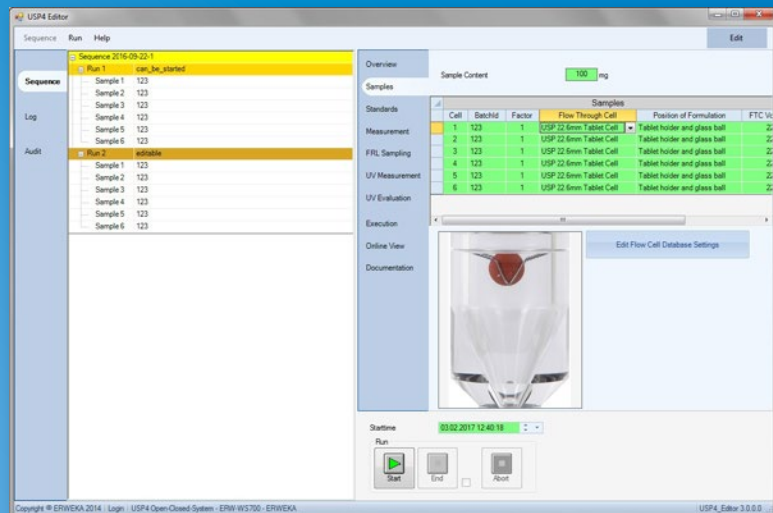 USP4 Editor
Sequence Run Help Edit
Sequence
Log
Audit
Sequence 2016-09-22-1
Run 1 can_be_started
Sample 1 123
Sample 2 123
Sample 3 123
Sample 4 123
Sample 5 123
Sample 6 123
Run 2 editable
Sample 1 123
Sample 2 123
Sample 3 123
Sample 4 123
Sample 5 123
Sample 6 123
Overview
Samples
Standards
Measurement
FRL Sampling
UV Measurement
UV Evaluation
Execution
Online View
Documentation
Sample Content 100 mg
Samples
Cell BatchId Factor Flow Through Cell Position of Formulation FTC Vo
1 123 1 USP 22.6mm Tablet Cell Tablet holder and glass ball 22
2 123 1 USP 22.6mm Tablet Cell Tablet holder and glass ball 22
3 123 1 USP 22.6mm Tablet Cell Tablet holder and glass ball 22
4 123 1 USP 22.6mm Tablet Cell Tablet holder and glass ball 22
5 123 1 USP 22.6mm Tablet Cell Tablet holder and glass ball 22
6 123 1 USP 22.6mm Tablet Cell Tablet holder and glass ball 22
Edit Flow Cell Database Settings
Starttime 03.02.2017 12:40:18
Run
Start End Abort
Copyright © ERWEKA 2014 Login USP4 Open-Closed-System - ERW-WS700 - ERWEKA USP4_Editor 3.0.0.0